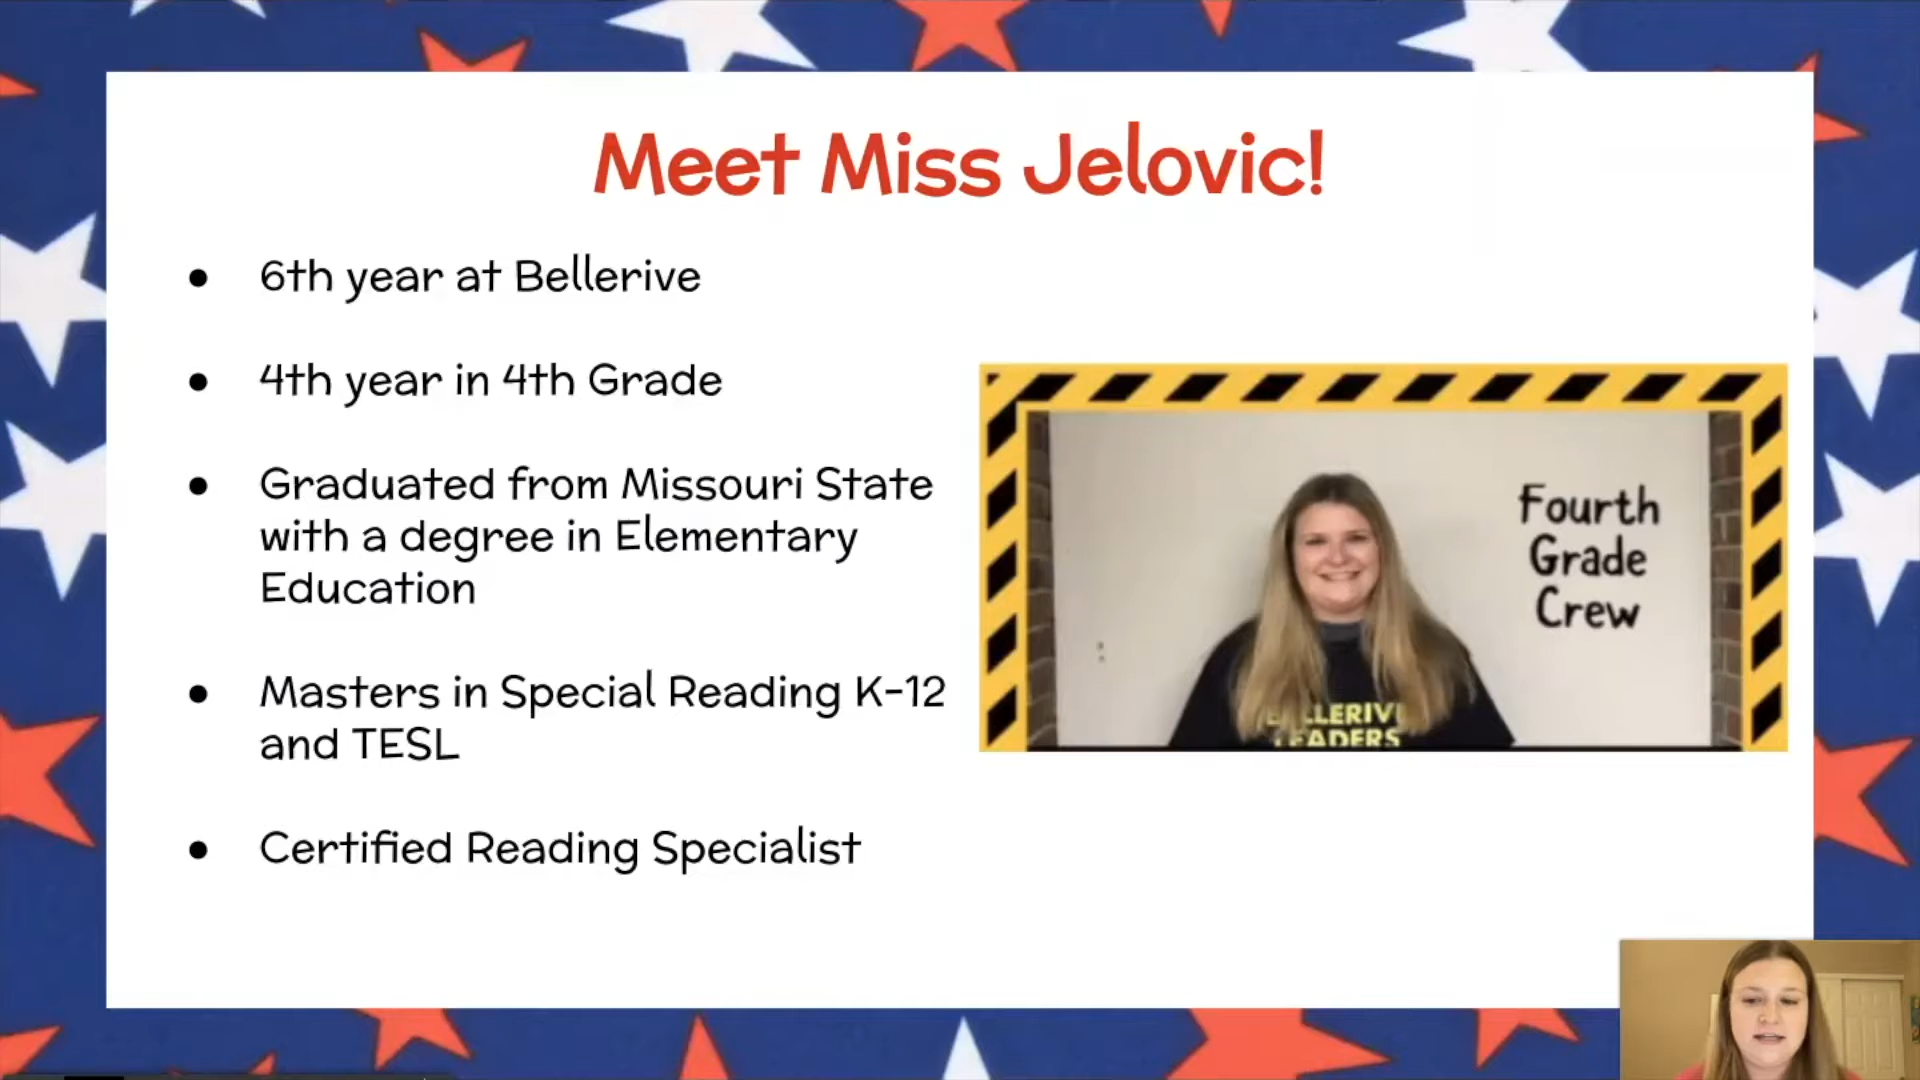 Meet Miss Jelovic!
● 6th year at Bellerive
● 4th year in 4th Grade
● Graduated from Missouri State
with a degree in Elementary
Education
● Masters in Special Reading K-12
and TESL
● Certified Reading Specialist
Fourth
Grade
Crew
LEADERS